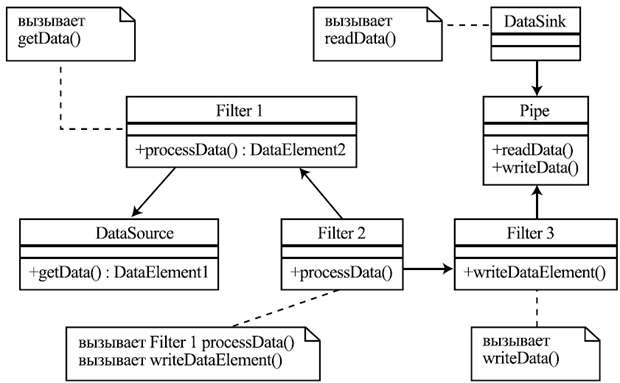 вызывает
getData()
вызывает
readData()
DataSink
Filter 1
+processData() : DataElement2
Pipe
+readData()
+writeData()
DataSource
+getData() : DataElement1
Filter 2
+processData()
Filter 3
+writeDataElement()
вызывает Filter 1 processData()
вызывает writeDataElement()
вызывает
writeData()